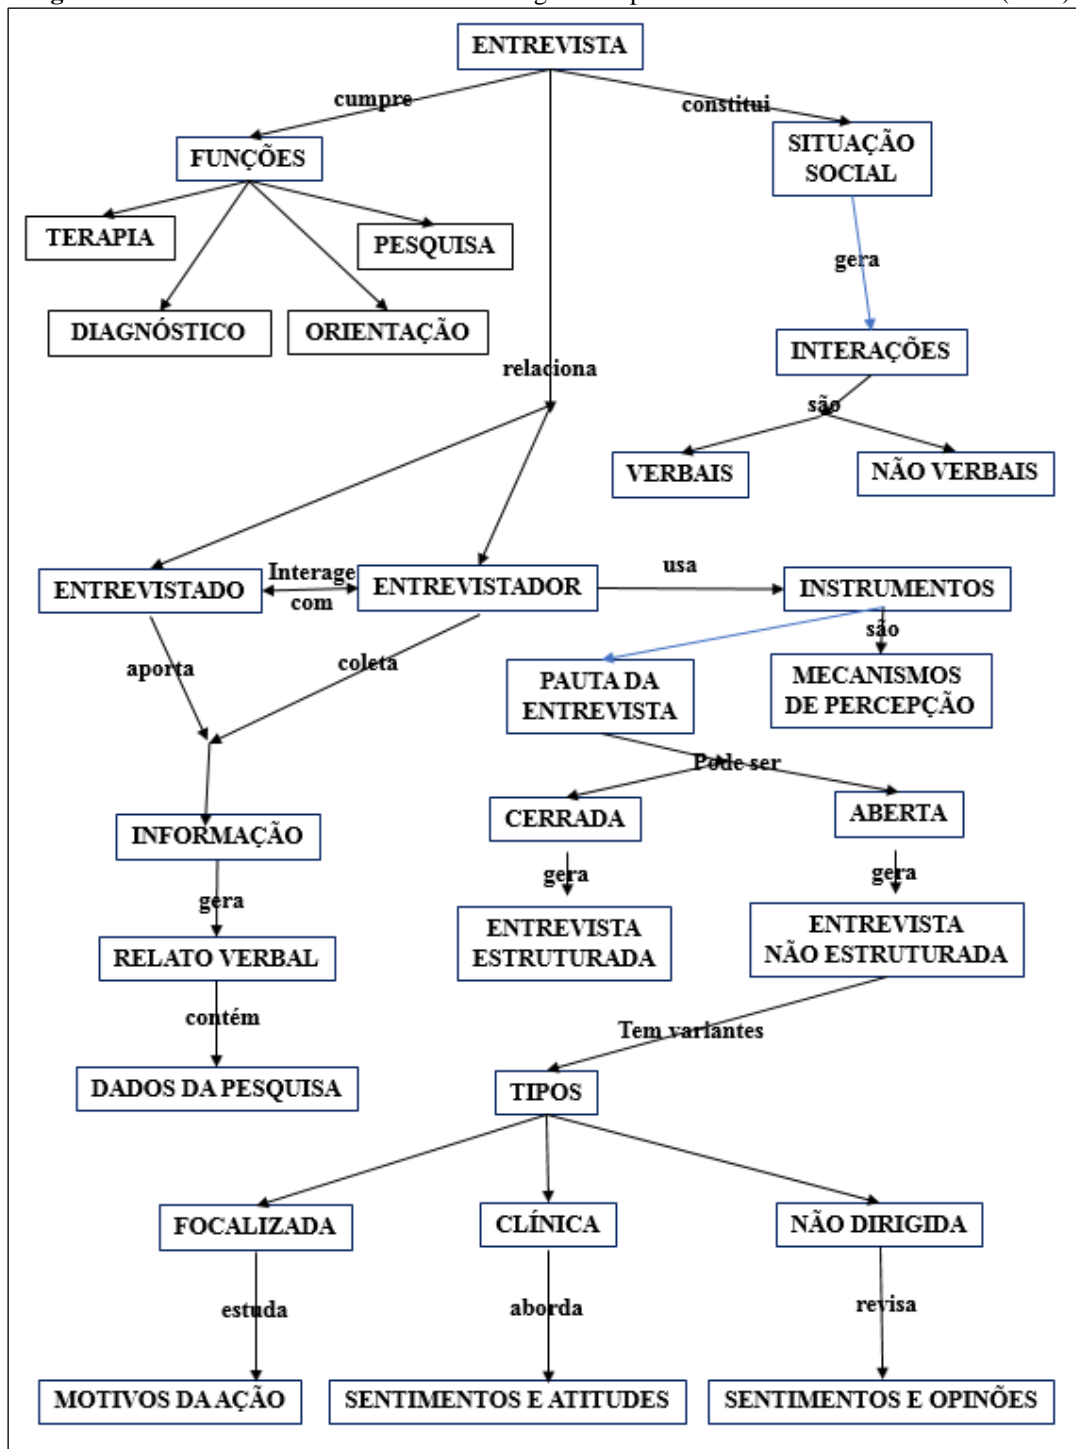 ENTREVISTA
cumpre
constitui
FUNÇÕES
SITUAÇÃO
SOCIAL
TERAPIA
PESQUISA
gera
DIAGNÓSTICO
ORIENTAÇÃO
INTERAÇÕES
relaciona
são
VERBAIS
NÃO VERBAIS
ENTREVISTADO
Interage
com
ENTREVISTADOR
usa
INSTRUMENTOS
aporta
coleta
são
PAUTA DA
ENTREVISTA
MECANISMOS
DE PERCEPÇÃO
Pode ser
INFORMAÇÃO
CERRADA
ABERTA
gera
gera
gera
RELATO VERBAL
ENTREVISTA
ESTRUTURADA
ENTREVISTA
NÃO ESTRUTURADA
contém
Tem variantes
DADOS DA PESQUISA
TIPOS
FOCALIZADA
CLÍNICA
NÃO DIRIGIDA
estuda
aborda
revisa
MOTIVOS DA AÇÃO
SENTIMENTOS E ATITUDES
SENTIMENTOS E OPINÕES